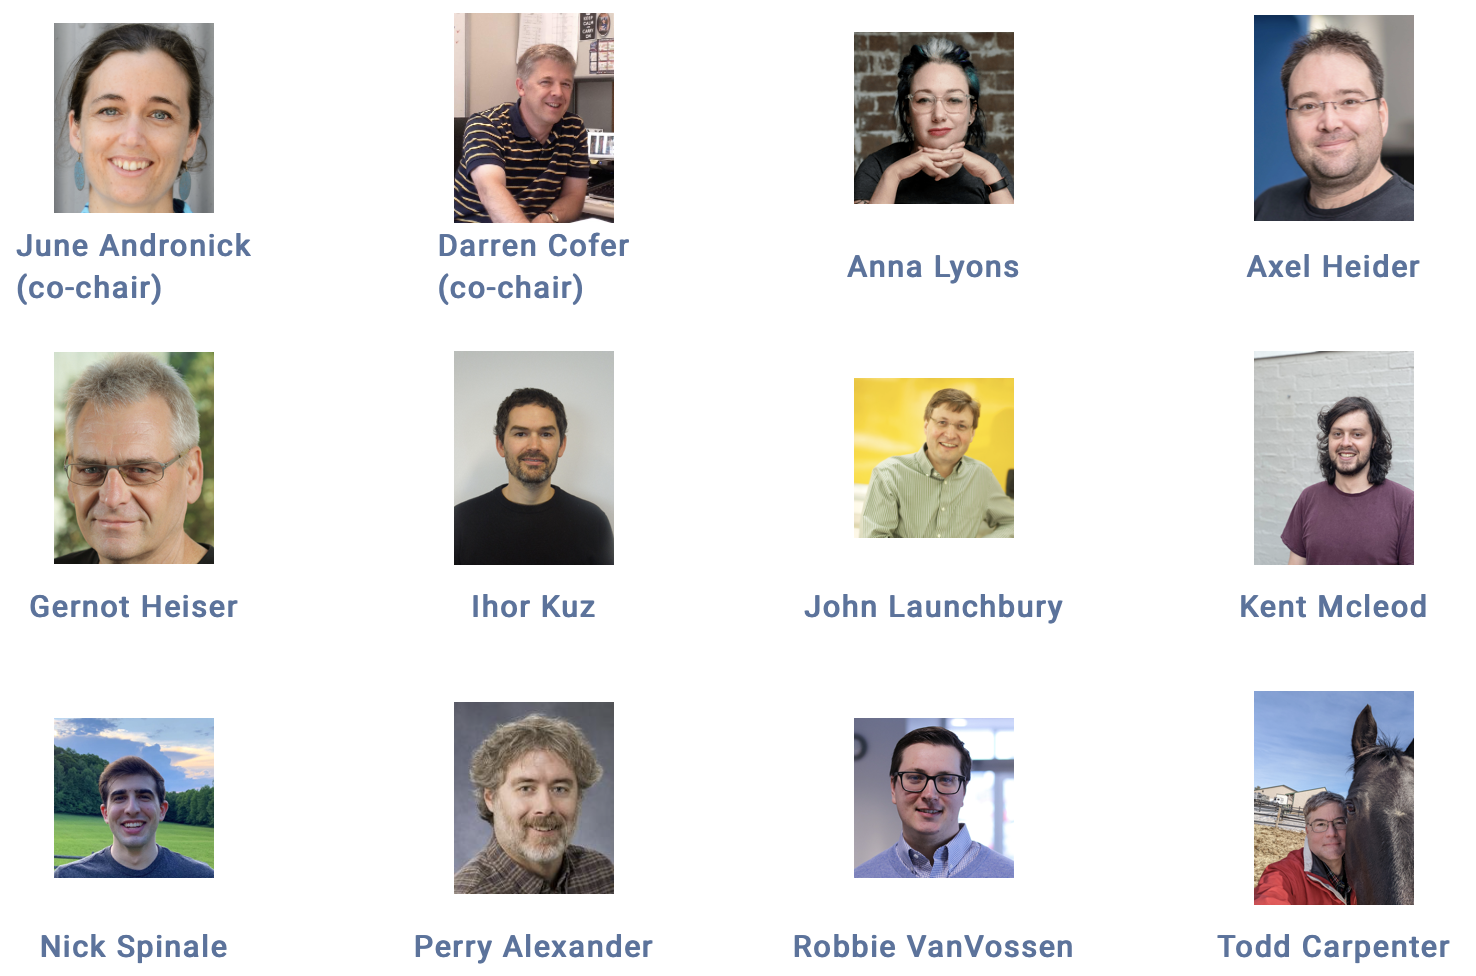 June Andronick
(co-chair)
Darren Cofer
(co-chair)
Anna Lyons
Axel Heider
Gernot Heiser
Ihor Kuz
John Launchbury
Kent Mcleod
Nick Spinale
Perry Alexander
Robbie VanVossen
Todd Carpenter